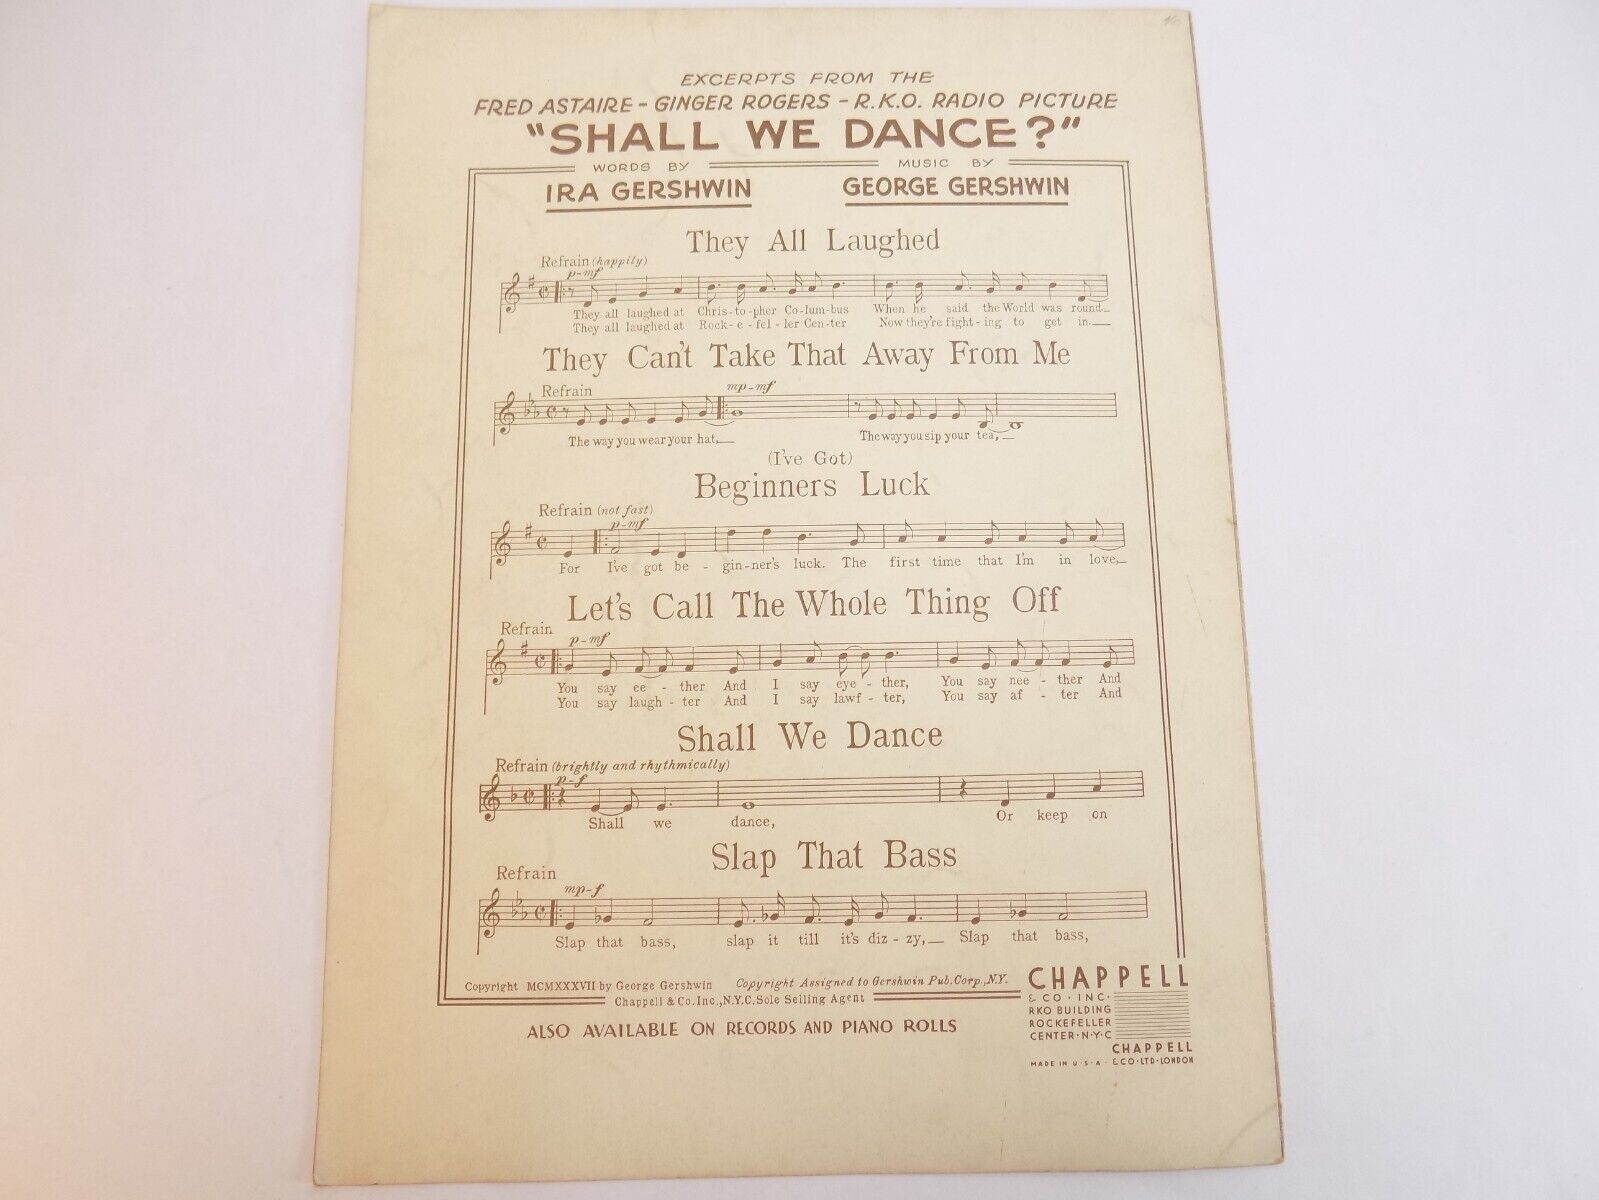 EXCERPTS FROM THE
FRED ASTAIRE - GINGER ROGERS - R.K.O. RADIO PICTURE
"SHALL WE DANCE?"
WORDS BY MUSIC BY
IRA GERSHWIN GEORGE GERSHWIN
They All Laughed
Refrain (happily)
p-mf
They all laughed at Chris-to-pher Co-lum-bus When he said the World was round
They all laughed at Rock-e-fel-ler Cen-ter Now they're fight-ing to get in
They Can't Take That Away From Me
Refrain mp-mf
The way you wear your hat, The way you sip your tea,
(I've Got)
Beginners Luck
Refrain (not fast)
p-mf
For I've got be - gin-ner's luck. The first time that I'm in love,
Let's Call The Whole Thing Off
Refrain
p-mf
You say ee - ther And I say eye-ther, You say nee - ther And
You say laugh-ter And I say lawf-ter, You say af - ter And
Shall We Dance
Refrain (brightly and rhythmically)
p-f
Shall we dance, Or keep on
Slap That Bass
Refrain
mp-f
Slap that bass, slap it till it's diz-zy, Slap that bass,
Copyright MCMXXXVII by George Gershwin Copyright Assigned to Gershwin Pub. Corp., N.Y.
Chappell & Co. Inc., N.Y.C. Sole Selling Agent
ALSO AVAILABLE ON RECORDS AND PIANO ROLLS
CHAPPELL
& CO · INC ·
RKO BUILDING
ROCKEFELLER
CENTER · N·Y·C
CHAPPELL
MADE IN U·S·A· & CO · LTD · LONDON